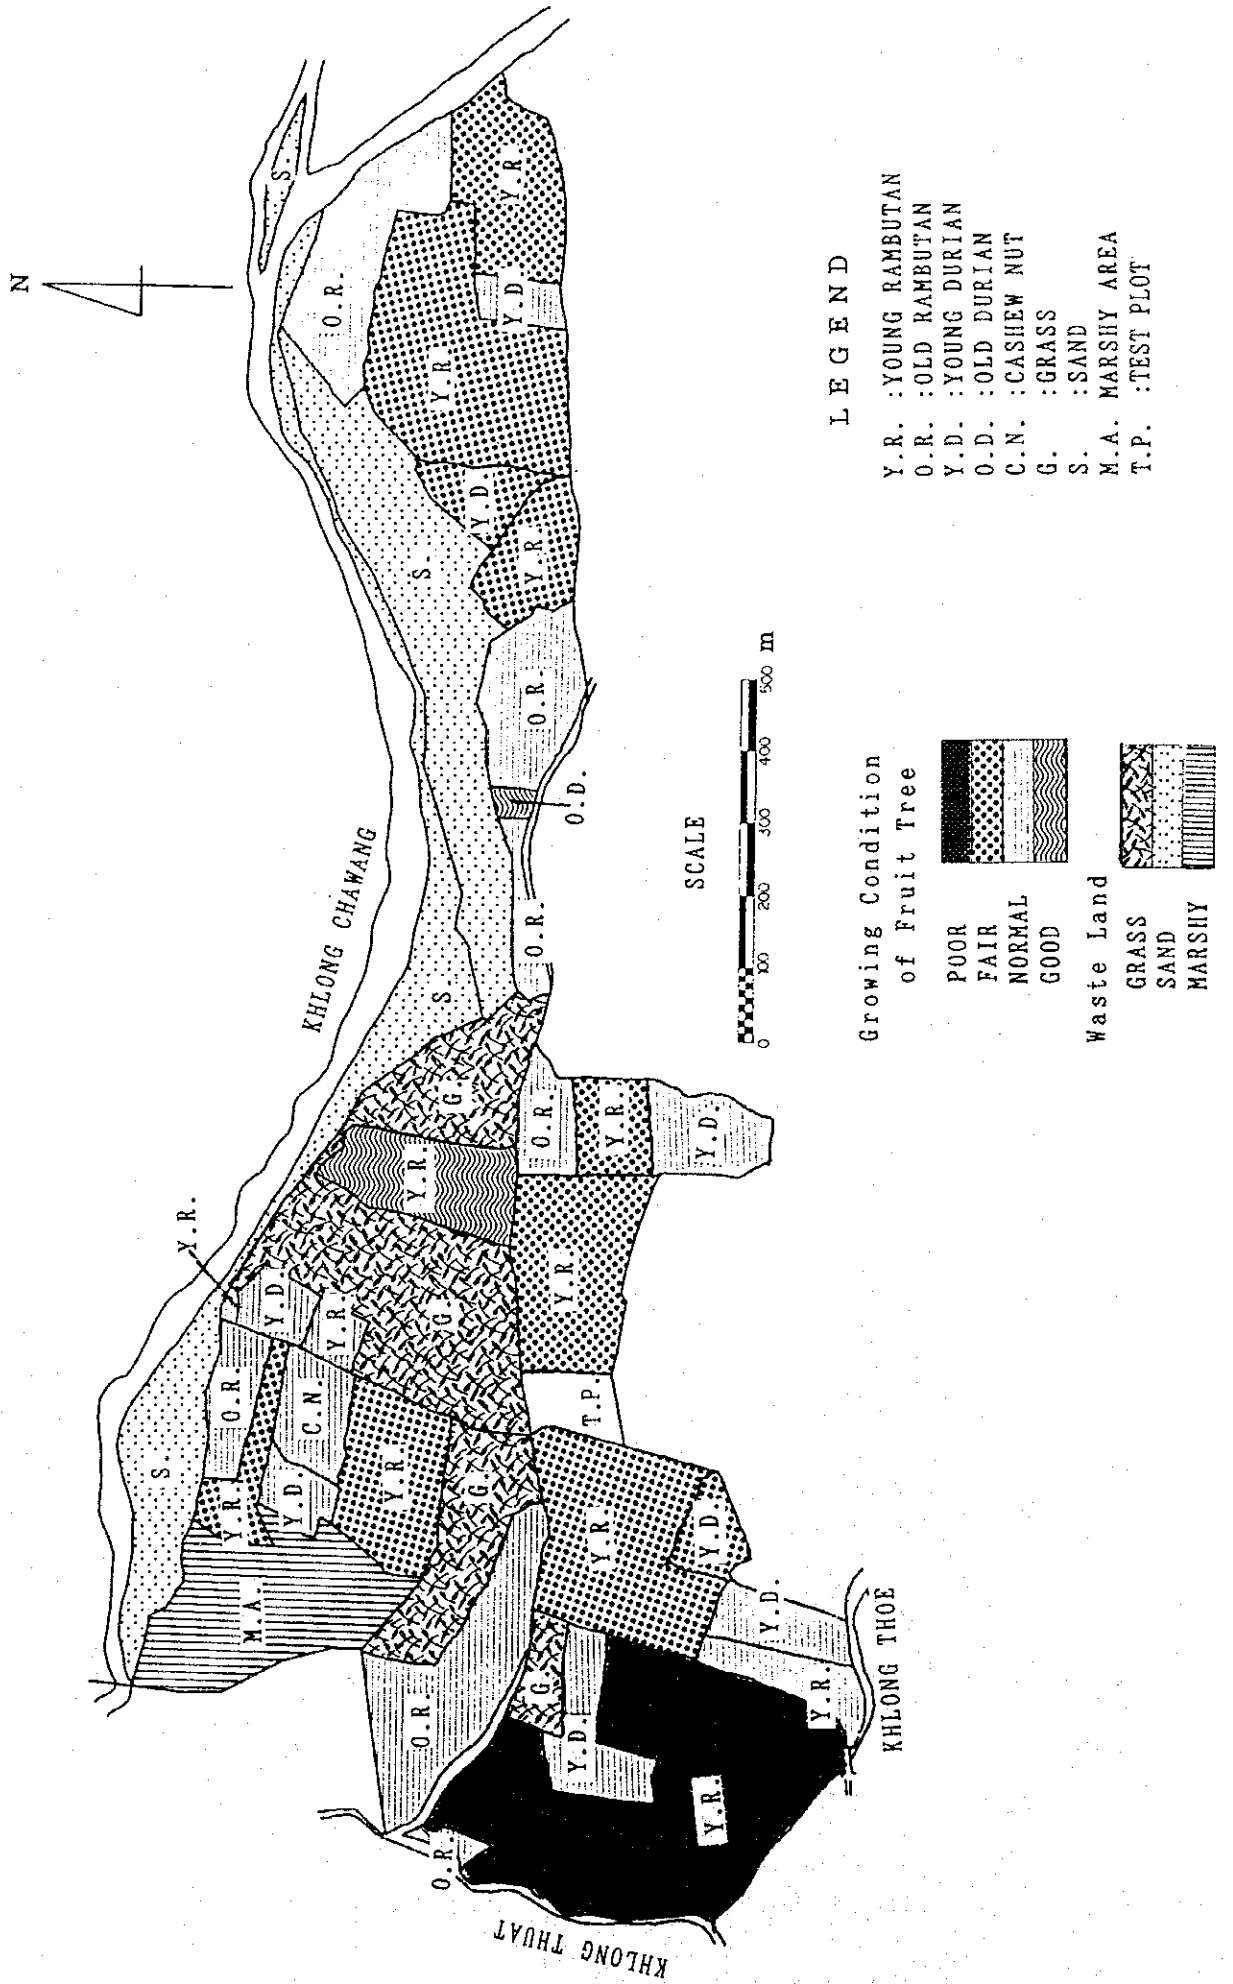 N
KHLONG CHAWANG
S.
O.R.
Y.R
Y.R
Y.D
Y.D
Y.R
S.
O.R.
O.D.
O.R.
S
G.
Y.R.
Y.R.
O.R.
Y.R.
Y.D.
Y.R
G
Y.D.
Y.R
O.R
C.N.
Y.R.
Y.D.
Y.R.
S.
M.A.
G
T.P.
Y.R
Y.D
Y.D.
Y.R.
G.
Y.D.
O.R.
O.R.
Y.R.
KHLONG THOE
KHLONG THUAT
SCALE
0 100 200 300 400 500 m
Growing Condition
of Fruit Tree
POOR
FAIR
NORMAL
GOOD
Waste Land
GRASS
SAND
MARSHY
LEGEND
Y.R. :YOUNG RAMBUTAN
O.R. :OLD RAMBUTAN
Y.D. :YOUNG DURIAN
O.D. :OLD DURIAN
C.N. :CASHEW NUT
G. :GRASS
S. :SAND
M.A. MARSHY AREA
T.P. :TEST PLOT